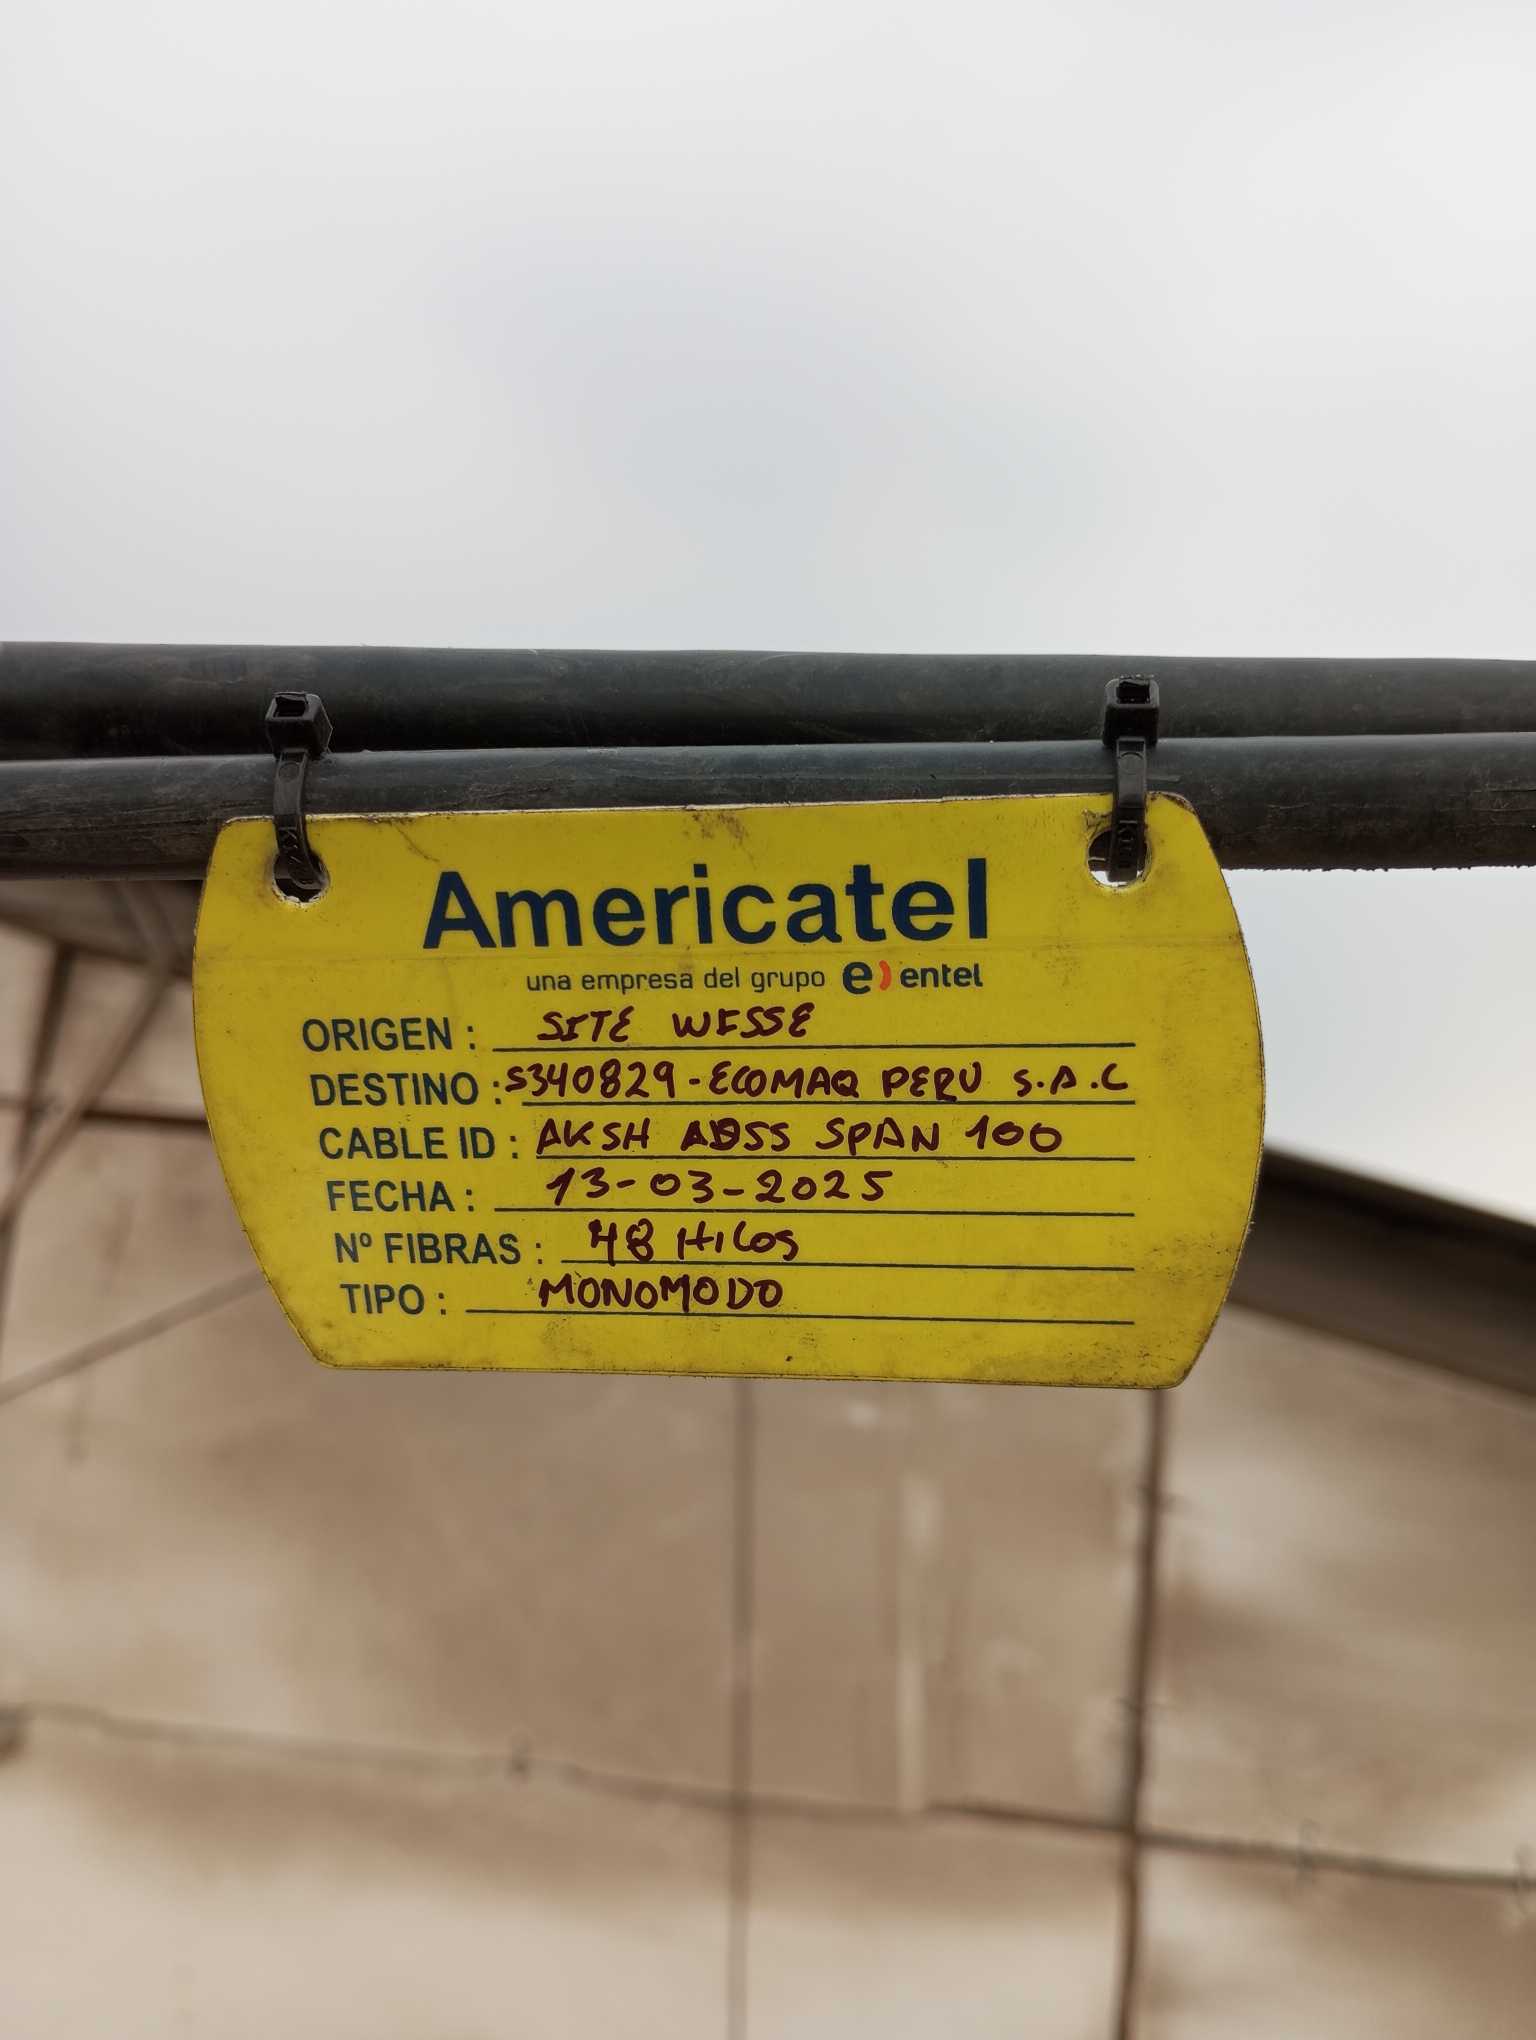 Americatel
una empresa del grupo e) entel
ORIGEN : SITE WESSE
DESTINO : S340829-ECOMAQ PERU S.A.C
CABLE ID : AKSH ADSS SPAN 100
FECHA : 13-03-2025
Nº FIBRAS : 48 Hilos
TIPO : MONOMODO